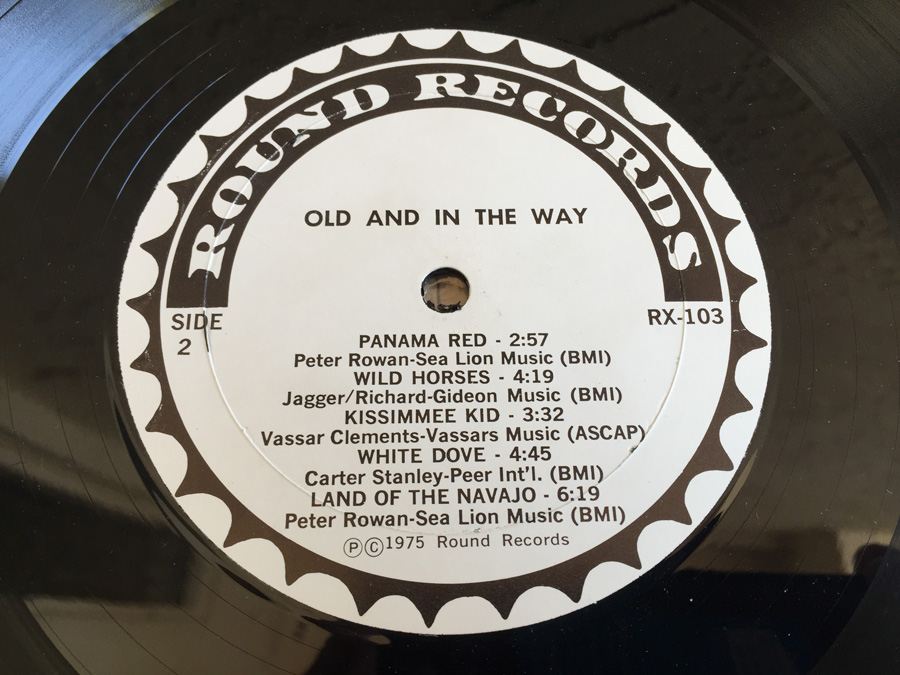 ROUND RECORDS
OLD AND IN THE WAY
SIDE
2
RX-103
PANAMA RED - 2:57
Peter Rowan-Sea Lion Music (BMI)
WILD HORSES - 4:19
Jagger/Richard-Gideon Music (BMI)
KISSIMMEE KID - 3:32
Vassar Clements-Vassars Music (ASCAP)
WHITE DOVE - 4:45
Carter Stanley-Peer Int'l. (BMI)
LAND OF THE NAVAJO - 6:19
Peter Rowan-Sea Lion Music (BMI)
ⓅⒸ1975 Round Records